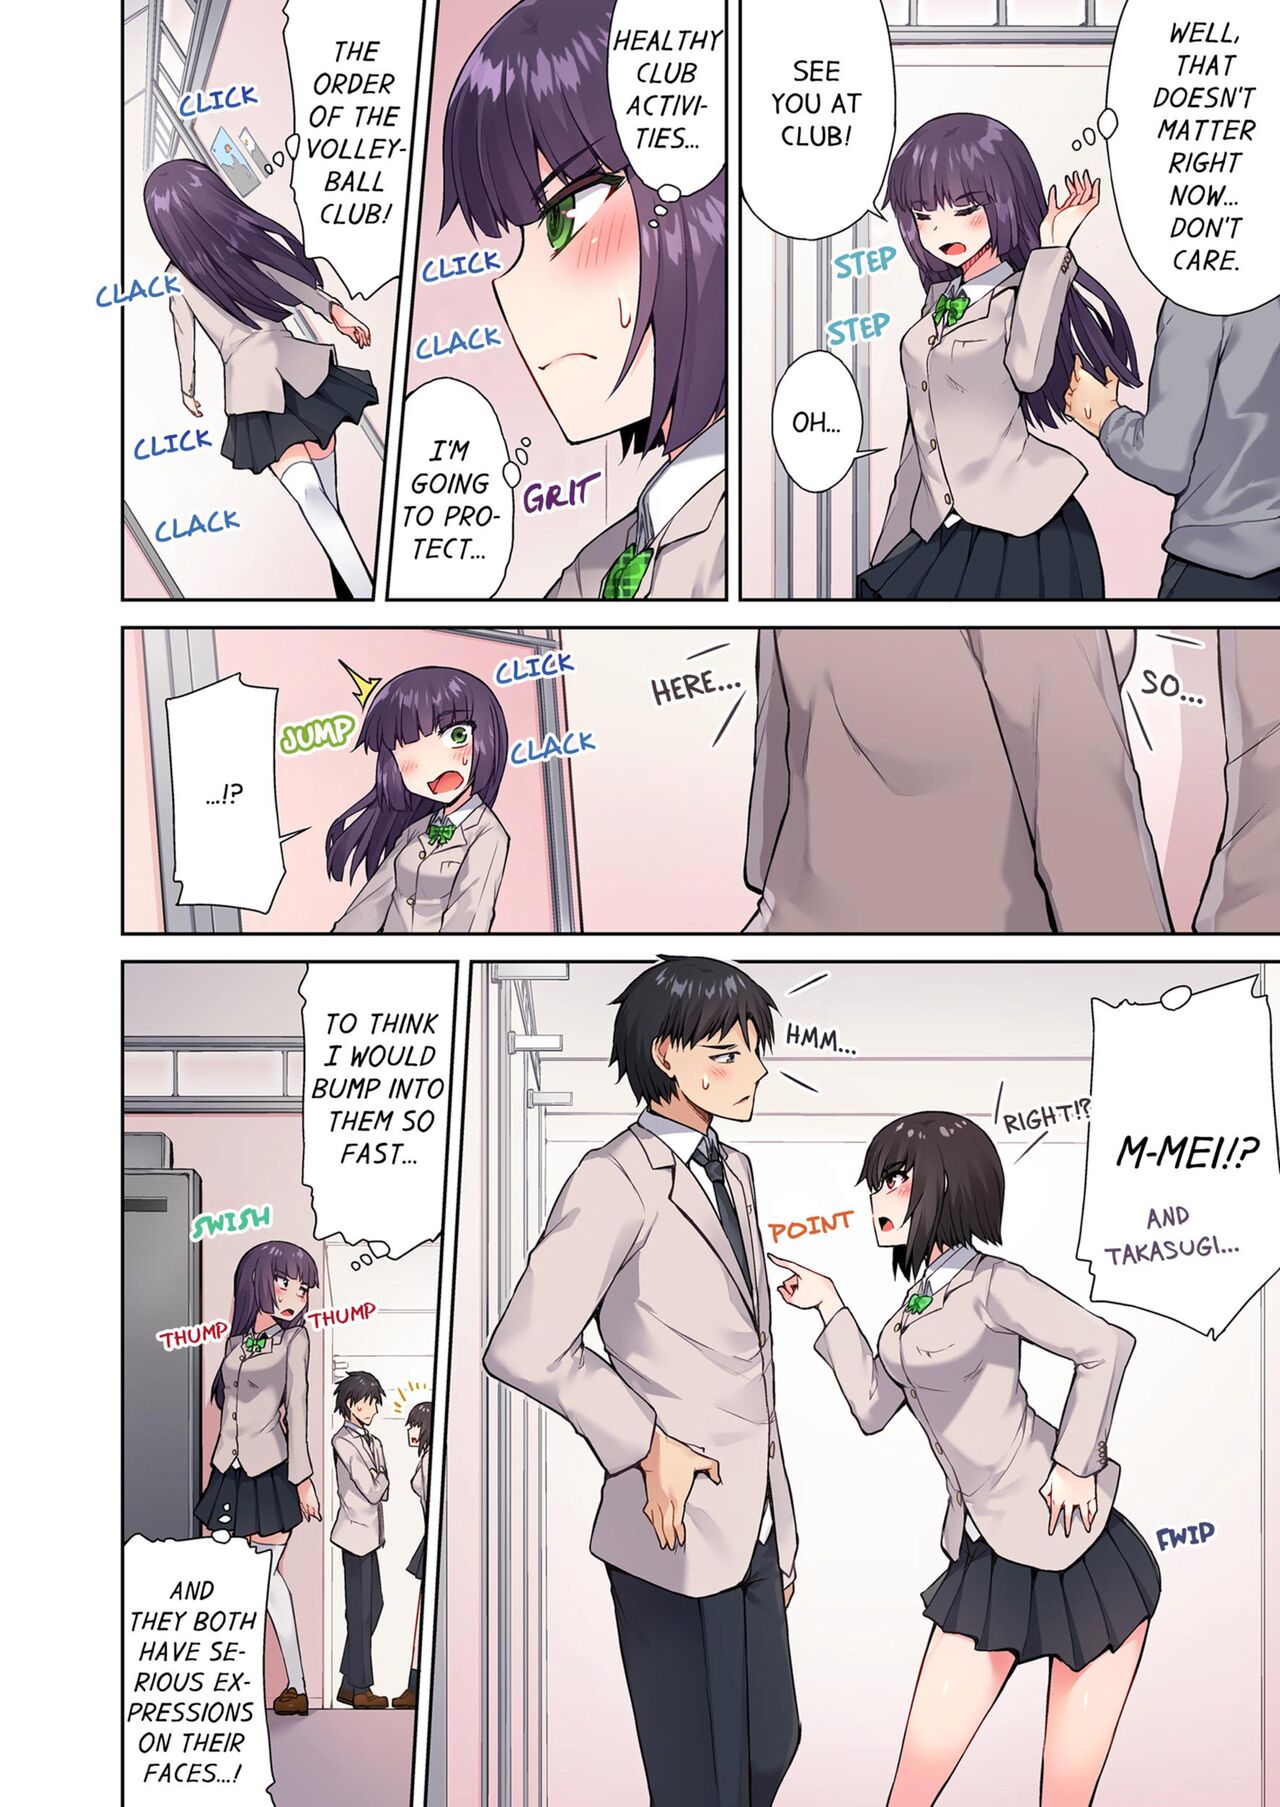 WELL,
THAT
DOESN'T
MATTER
RIGHT
NOW...
DON'T
CARE.
SEE
YOU AT
CLUB!
STEP
STEP
OH...
HEALTHY
CLUB
ACTIVI-
TIES...
CLICK
CLACK
I'M
GOING
TO PRO-
TECT...
GRIT
THE
ORDER
OF THE
VOLLEY-
BALL
CLUB!
CLICK
CLACK
CLICK
CLACK
SO...
HERE...
CLICK
CLACK
JUMP
...!?
M-MEI!?
AND
TAKASUGI...
RIGHT!?
HMM...
POINT
FWIP
TO THINK
I WOULD
BUMP INTO
THEM SO
FAST...
SWISH
THUMP
THUMP
AND
THEY BOTH
HAVE SE-
RIOUS EX-
PRESSIONS
ON THEIR
FACES...!